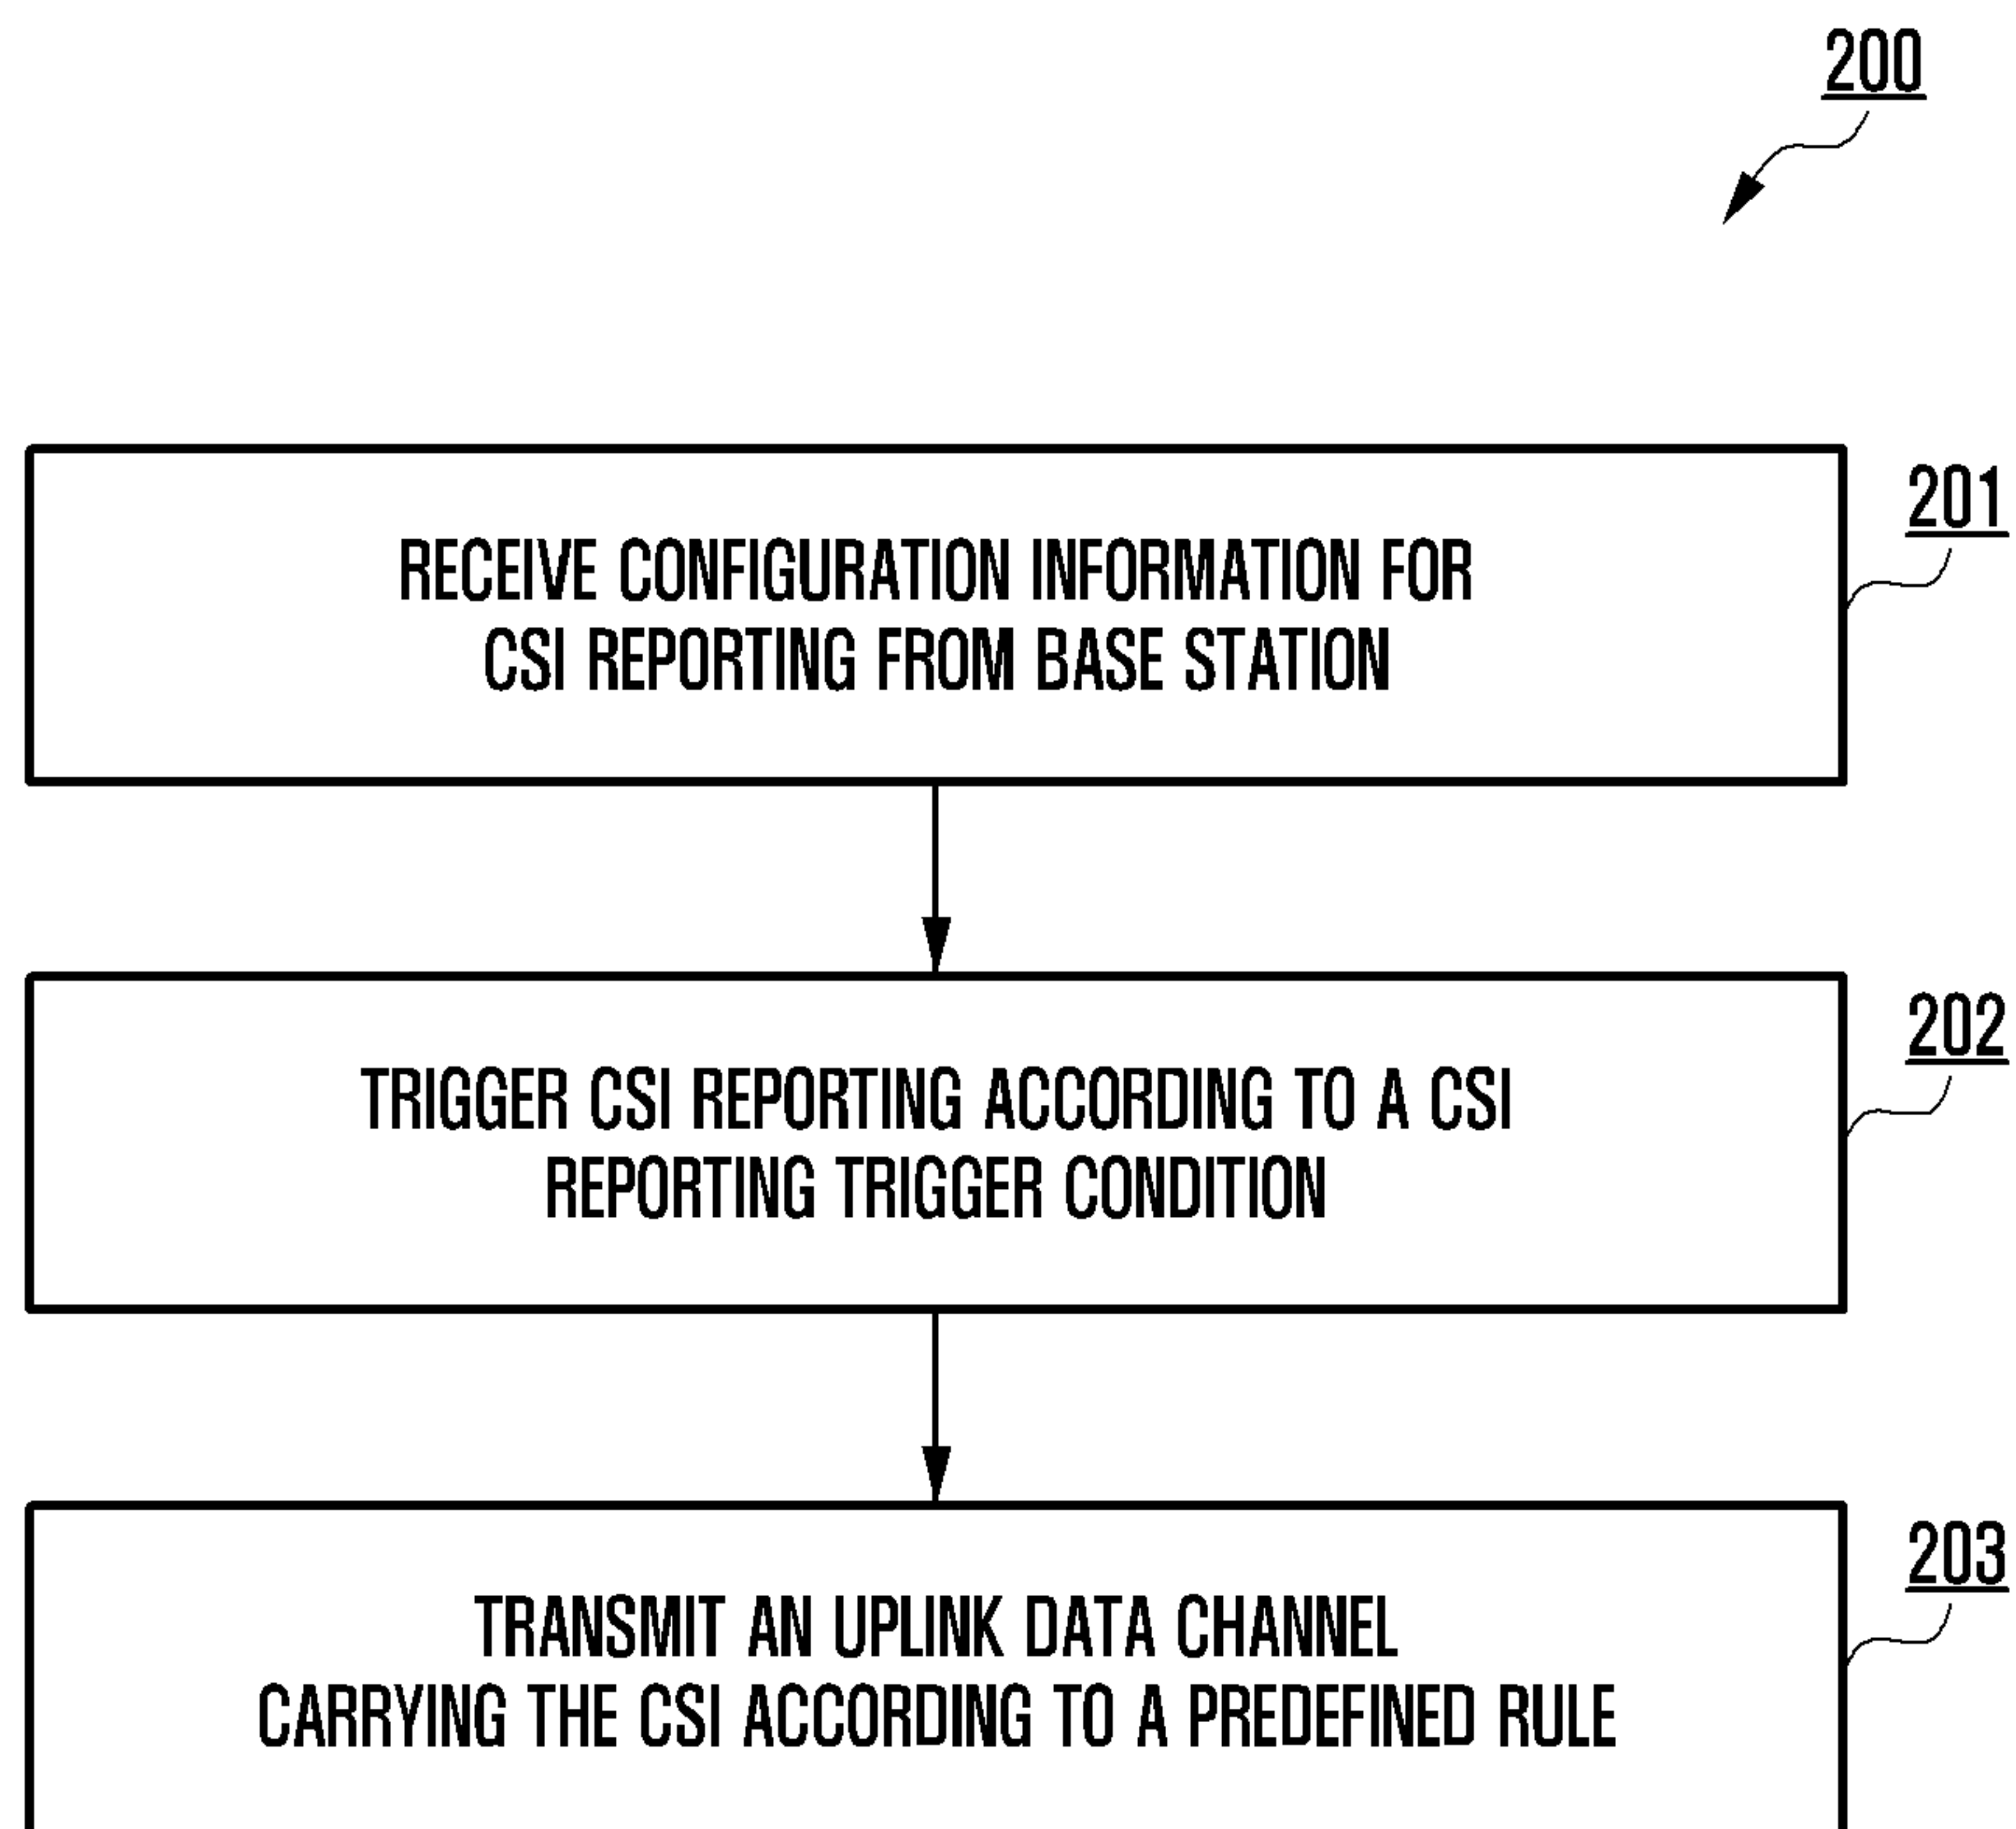 200
201
RECEIVE CONFIGURATION INFORMATION FOR
CSI REPORTING FROM BASE STATION
202
TRIGGER CSI REPORTING ACCORDING TO A CSI
REPORTING TRIGGER CONDITION
203
TRANSMIT AN UPLINK DATA CHANNEL
CARRYING THE CSI ACCORDING TO A PREDEFINED RULE